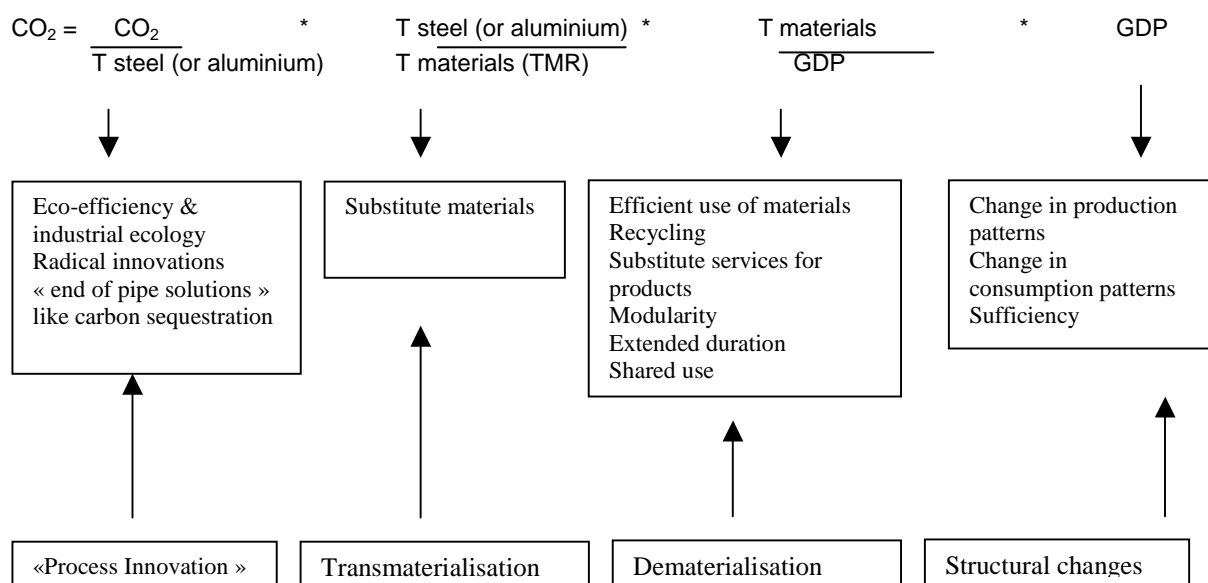 CO₂ = CO₂ * T steel (or aluminium) * T materials * GDP
T steel (or aluminium) T materials (TMR) GDP
Eco-efficiency &
industrial ecology
Radical innovations
« end of pipe solutions »
like carbon sequestration
Substitute materials
Efficient use of materials
Recycling
Substitute services for
products
Modularity
Extended duration
Shared use
Change in production
patterns
Change in
consumption patterns
Sufficiency
«Process Innovation »
Transmaterialisation
Dematerialisation
Structural changes